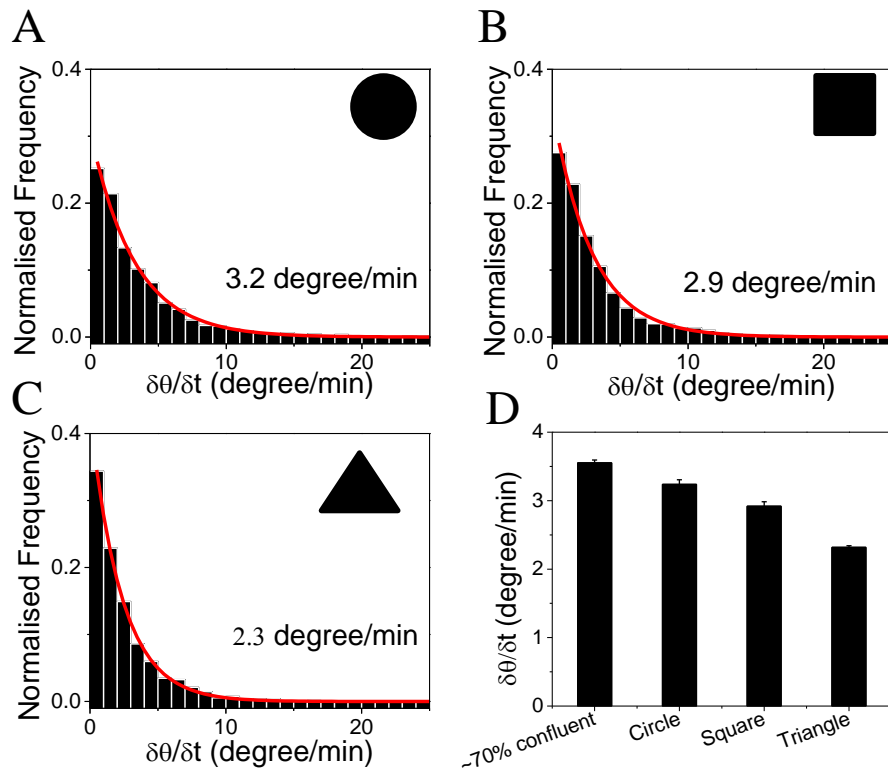 A
Normalised Frequency
0.4
0.2
0.0
3.2 degree/min
0
10
20
δθ/δt (degree/min)
B
Normalised Frequency
0.4
0.2
0.0
2.9 degree/min
0
10
20
δθ/δt (degree/min)
C
Normalised Frequency
0.4
0.2
0.0
2.3 degree/min
0
10
20
δθ/δt (degree/min)
D
δθ/δt (degree/min)
4
3
2
1
0
~70% confluent
Circle
Square
Triangle